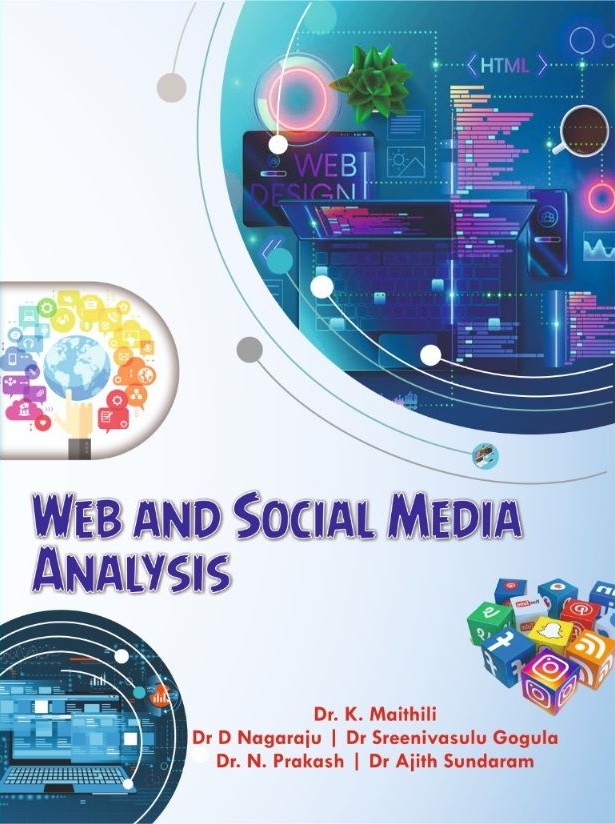 < HTML >
WEB
DESIGN
WEB AND SOCIAL MEDIA
ANALYSIS
Dr. K. Maithili
Dr D Nagaraju | Dr Sreenivasulu Gogula
Dr. N. Prakash | Dr Ajith Sundaram